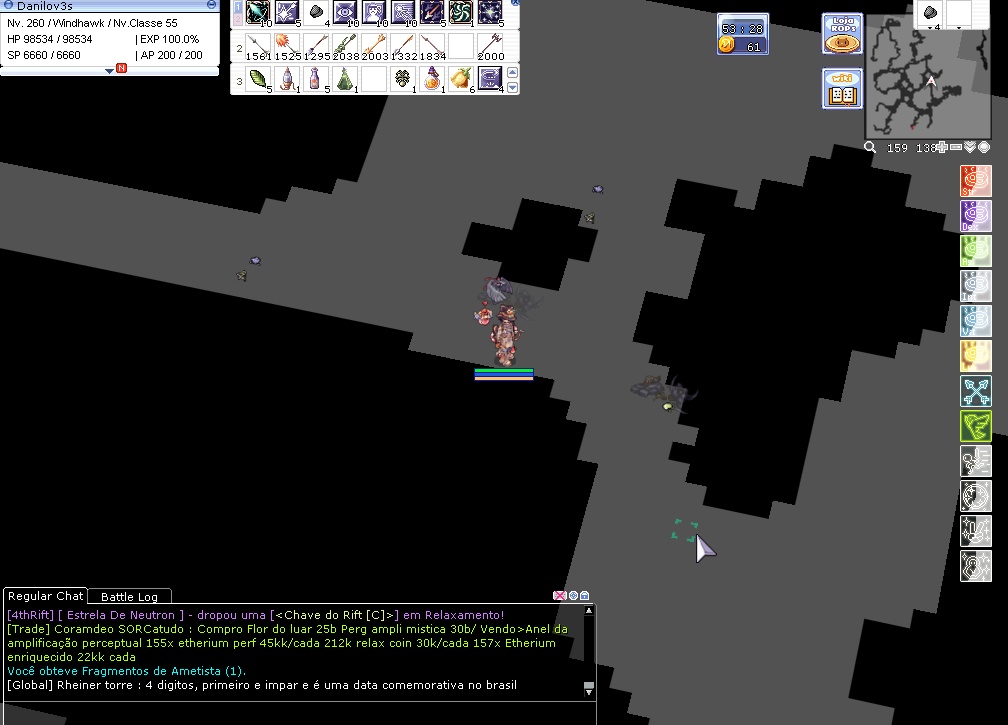 Danilov3s
Nv. 260 / Windhawk / Nv.Classe 55
HP 98534 / 98534 | EXP 100.0%
SP 6660 / 6660 | AP 200 / 200
N
10 5 4 10 10 10 5 1 5
2 1561 1525 1295 2038 2003 1332 1834 2000
3 5 1 5 1 1 1 6 4
53 : 28
61
Loja
ROPS
wiki
4
159 138
Str
Dex
Int
Regular Chat
Battle Log
[4thRift] [ Estrela De Neutron ] - dropou uma [<Chave do Rift [C]>] em Relaxamento!
[Trade] Coramdeo SORCatudo : Compro Flor do luar 25b Perg ampli mistica 30b/ Vendo>Anel da
amplificação perceptual 155x etherium perf 45kk/cada 212k relax coin 30k/cada 157x Etherium
enriquecido 22kk cada
Você obteve Fragmentos de Ametista (1).
[Global] Rheiner torre : 4 digitos, primeiro e impar e é uma data comemorativa no brasil